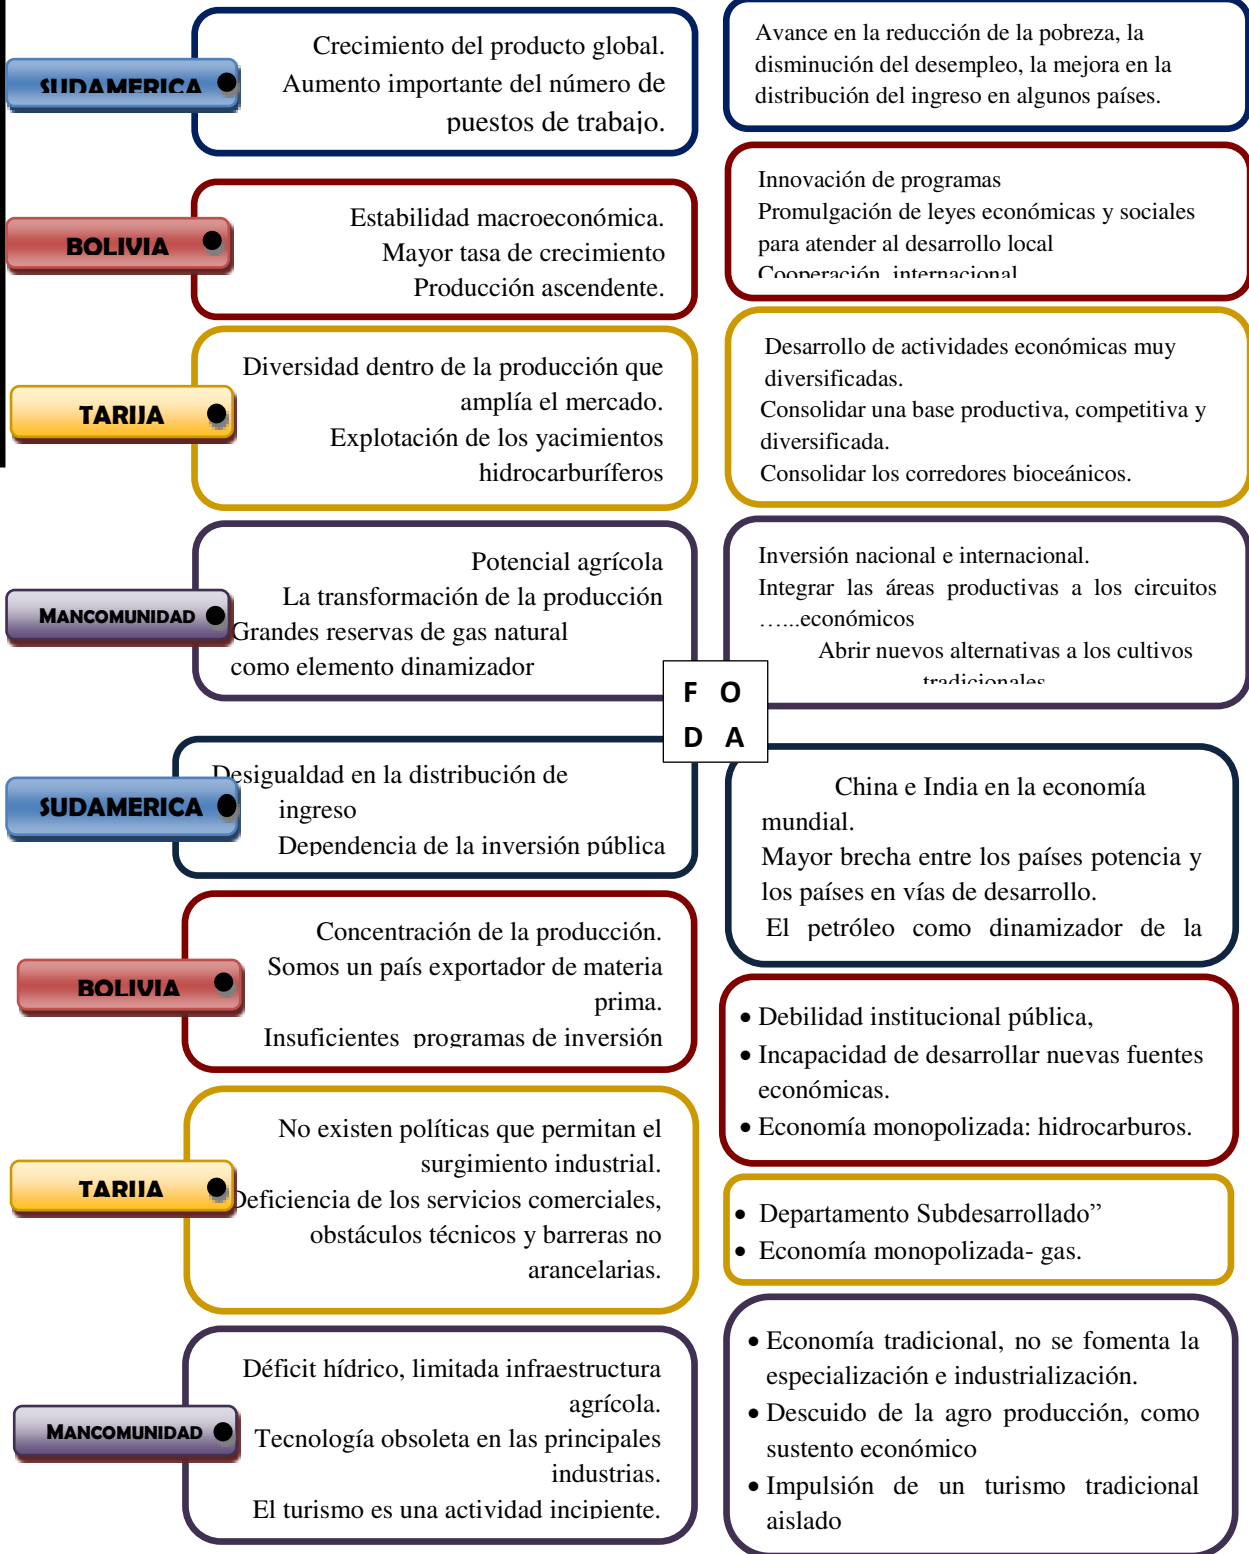 SUDAMERICA
Crecimiento del producto global.
Aumento importante del número de
puestos de trabajo.
Avance en la reducción de la pobreza, la
disminución del desempleo, la mejora en la
distribución del ingreso en algunos países.
BOLIVIA
Estabilidad macroeconómica.
Mayor tasa de crecimiento
Producción ascendente.
Innovación de programas
Promulgación de leyes económicas y sociales
para atender al desarrollo local
Cooperación internacional
TARIJA
Diversidad dentro de la producción que
amplía el mercado.
Explotación de los yacimientos
hidrocarburíferos
Desarrollo de actividades económicas muy
diversificadas.
Consolidar una base productiva, competitiva y
diversificada.
Consolidar los corredores bioceánicos.
MANCOMUNIDAD
Potencial agrícola
La transformación de la producción
Grandes reservas de gas natural
como elemento dinamizador
Inversión nacional e internacional.
Integrar las áreas productivas a los circuitos
…...económicos
Abrir nuevos alternativas a los cultivos
tradicionales
F O
D A
SUDAMERICA
Desigualdad en la distribución de
ingreso
Dependencia de la inversión pública
China e India en la economía
mundial.
Mayor brecha entre los países potencia y
los países en vías de desarrollo.
El petróleo como dinamizador de la
BOLIVIA
Concentración de la producción.
Somos un país exportador de materia
prima.
Insuficientes programas de inversión
• Debilidad institucional pública,
• Incapacidad de desarrollar nuevas fuentes
económicas.
• Economía monopolizada: hidrocarburos.
TARIJA
No existen políticas que permitan el
surgimiento industrial.
Deficiencia de los servicios comerciales,
obstáculos técnicos y barreras no
arancelarias.
• Departamento Subdesarrollado”
• Economía monopolizada- gas.
MANCOMUNIDAD
Déficit hídrico, limitada infraestructura
agrícola.
Tecnología obsoleta en las principales
industrias.
El turismo es una actividad incipiente.
• Economía tradicional, no se fomenta la
especialización e industrialización.
• Descuido de la agro producción, como
sustento económico
• Impulsión de un turismo tradicional
aislado